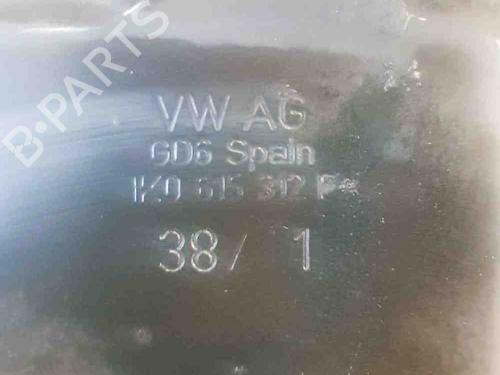 B-PARTS
VW AG
GD6 Spain
1K0 615 312 F
38/ 1